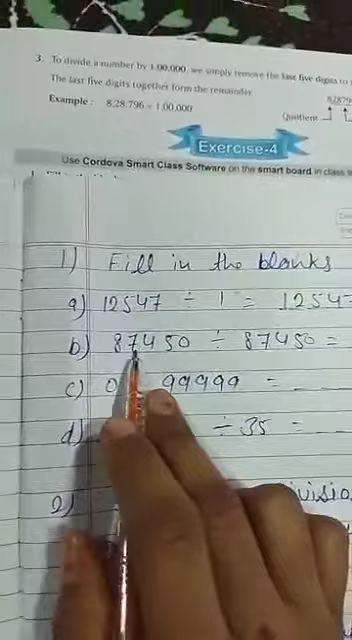 3. To divide a number by 1,00,000, we simply remove the last five digits to
The last five digits together form the remainder
Example : 8,28,796 ÷ 1,00,000
82879
Quotient
Exercise-4
Use Cordova Smart Class Software on the smart board in class
1) Fill in the blanks
a) 12547 ÷ 1 = 12547
b) 87450 ÷ 87450 =
c) 0 99999 =
d) ÷ 35 =
2)